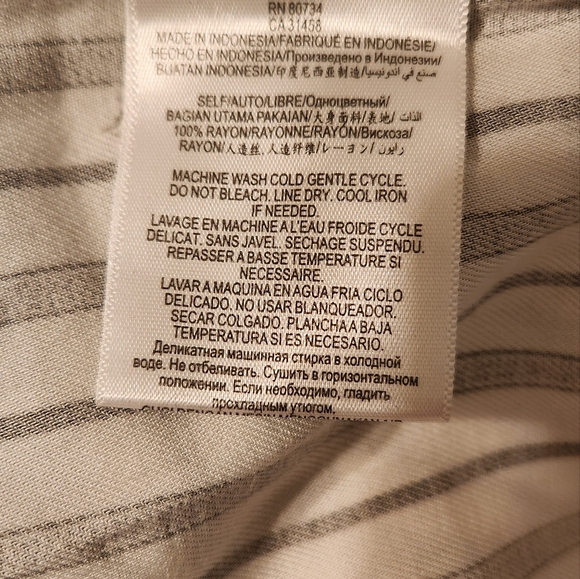 RN 80734
CA 31458
MADE IN INDONESIA/FABRIQUÉ EN INDONÉSIE/
HECHO EN INDONESIA/Произведено в Индонезии/
BUATAN INDONESIA/印度尼西亚制造/صنع في اندونيسيا
SELF/AUTO/LIBRE/Одноцветный/
BAGIAN UTAMA PAKAIAN/大身面料/表地/الذات
100% RAYON/RAYONNE/RAYÓN/Вискоза/
RAYON/人造丝, 人造纤维/レーヨン/رايون
MACHINE WASH COLD GENTLE CYCLE.
DO NOT BLEACH. LINE DRY. COOL IRON
IF NEEDED.
LAVAGE EN MACHINE A L'EAU FROIDE CYCLE
DELICAT. SANS JAVEL. SECHAGE SUSPENDU.
REPASSER A BASSE TEMPERATURE SI
NECESSAIRE.
LAVAR A MAQUINA EN AGUA FRIA CICLO
DELICADO. NO USAR BLANQUEADOR.
SECAR COLGADO. PLANCHA A BAJA
TEMPERATURA SI ES NECESARIO.
Деликатная машинная стирка в холодной
воде. Не отбеливать. Сушить в горизонтальном
положении. Если необходимо, гладить
прохладным утюгом.